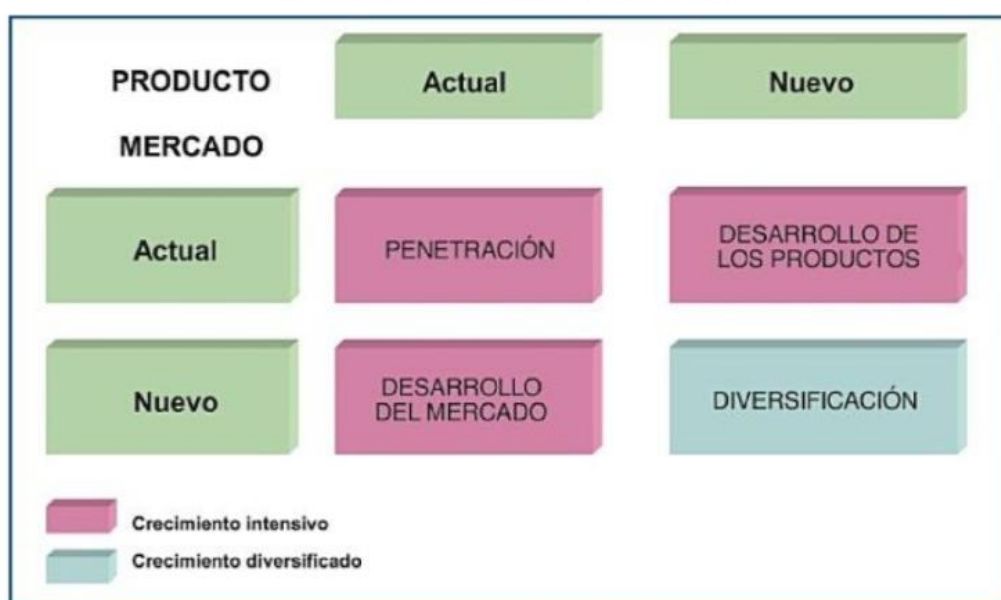 PRODUCTO
Actual
Nuevo
MERCADO
Actual
PENETRACIÓN
DESARROLLO DE
LOS PRODUCTOS
Nuevo
DESARROLLO
DEL MERCADO
DIVERSIFICACIÓN
Crecimiento intensivo
Crecimiento diversificado